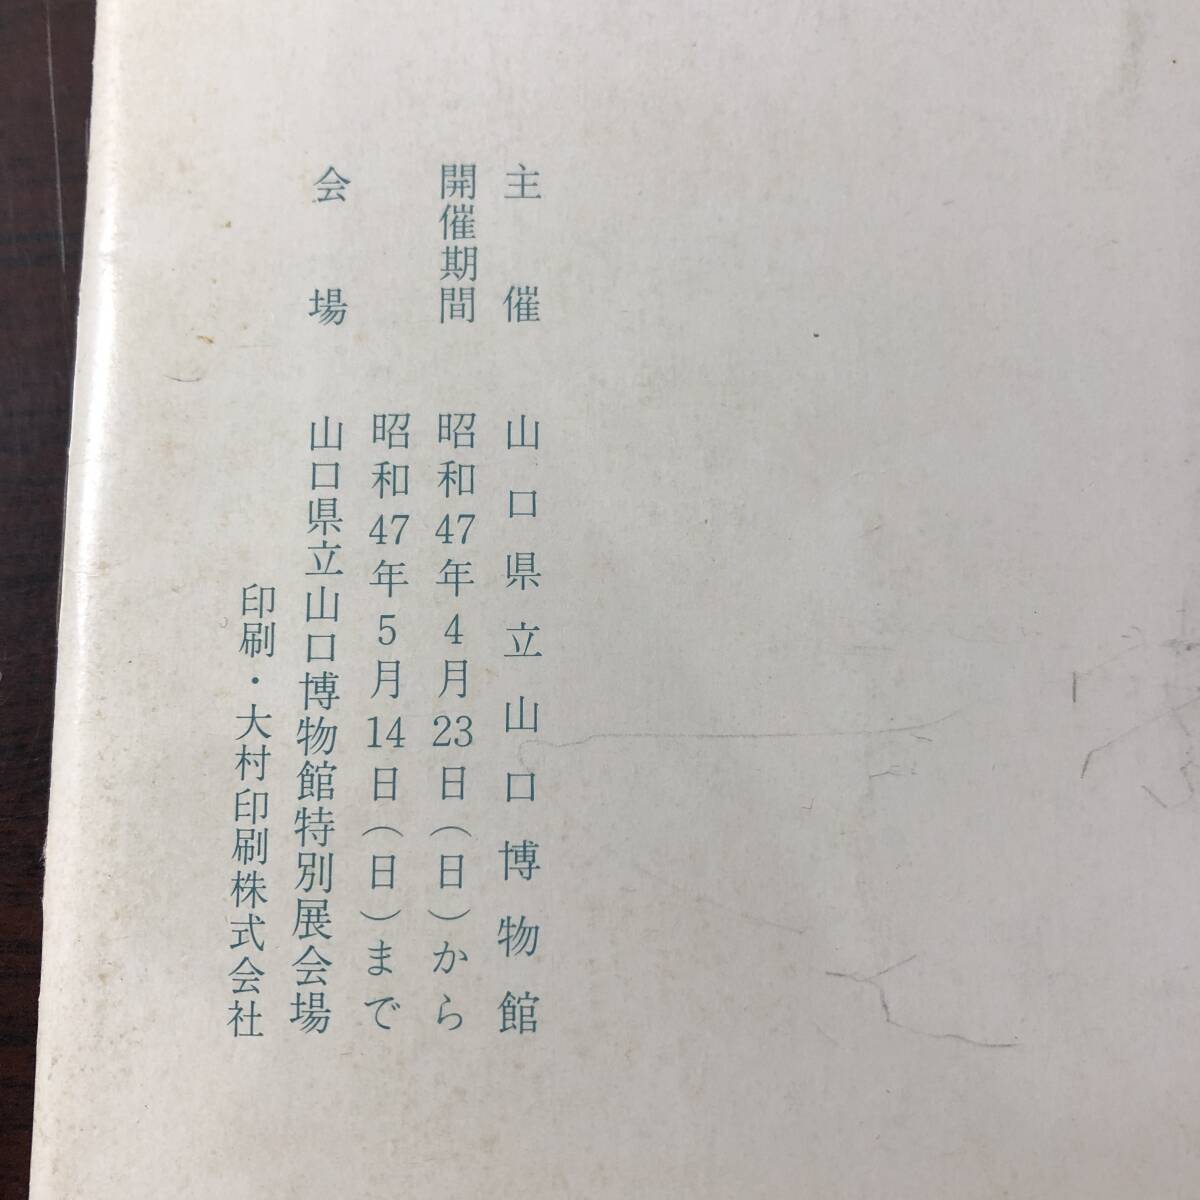 主催 山口県立山口博物館
開催期間 昭和47年4月23日(日)から
昭和47年5月14日(日)まで
会場 山口県立山口博物館特別展会場
印刷・大村印刷株式会社